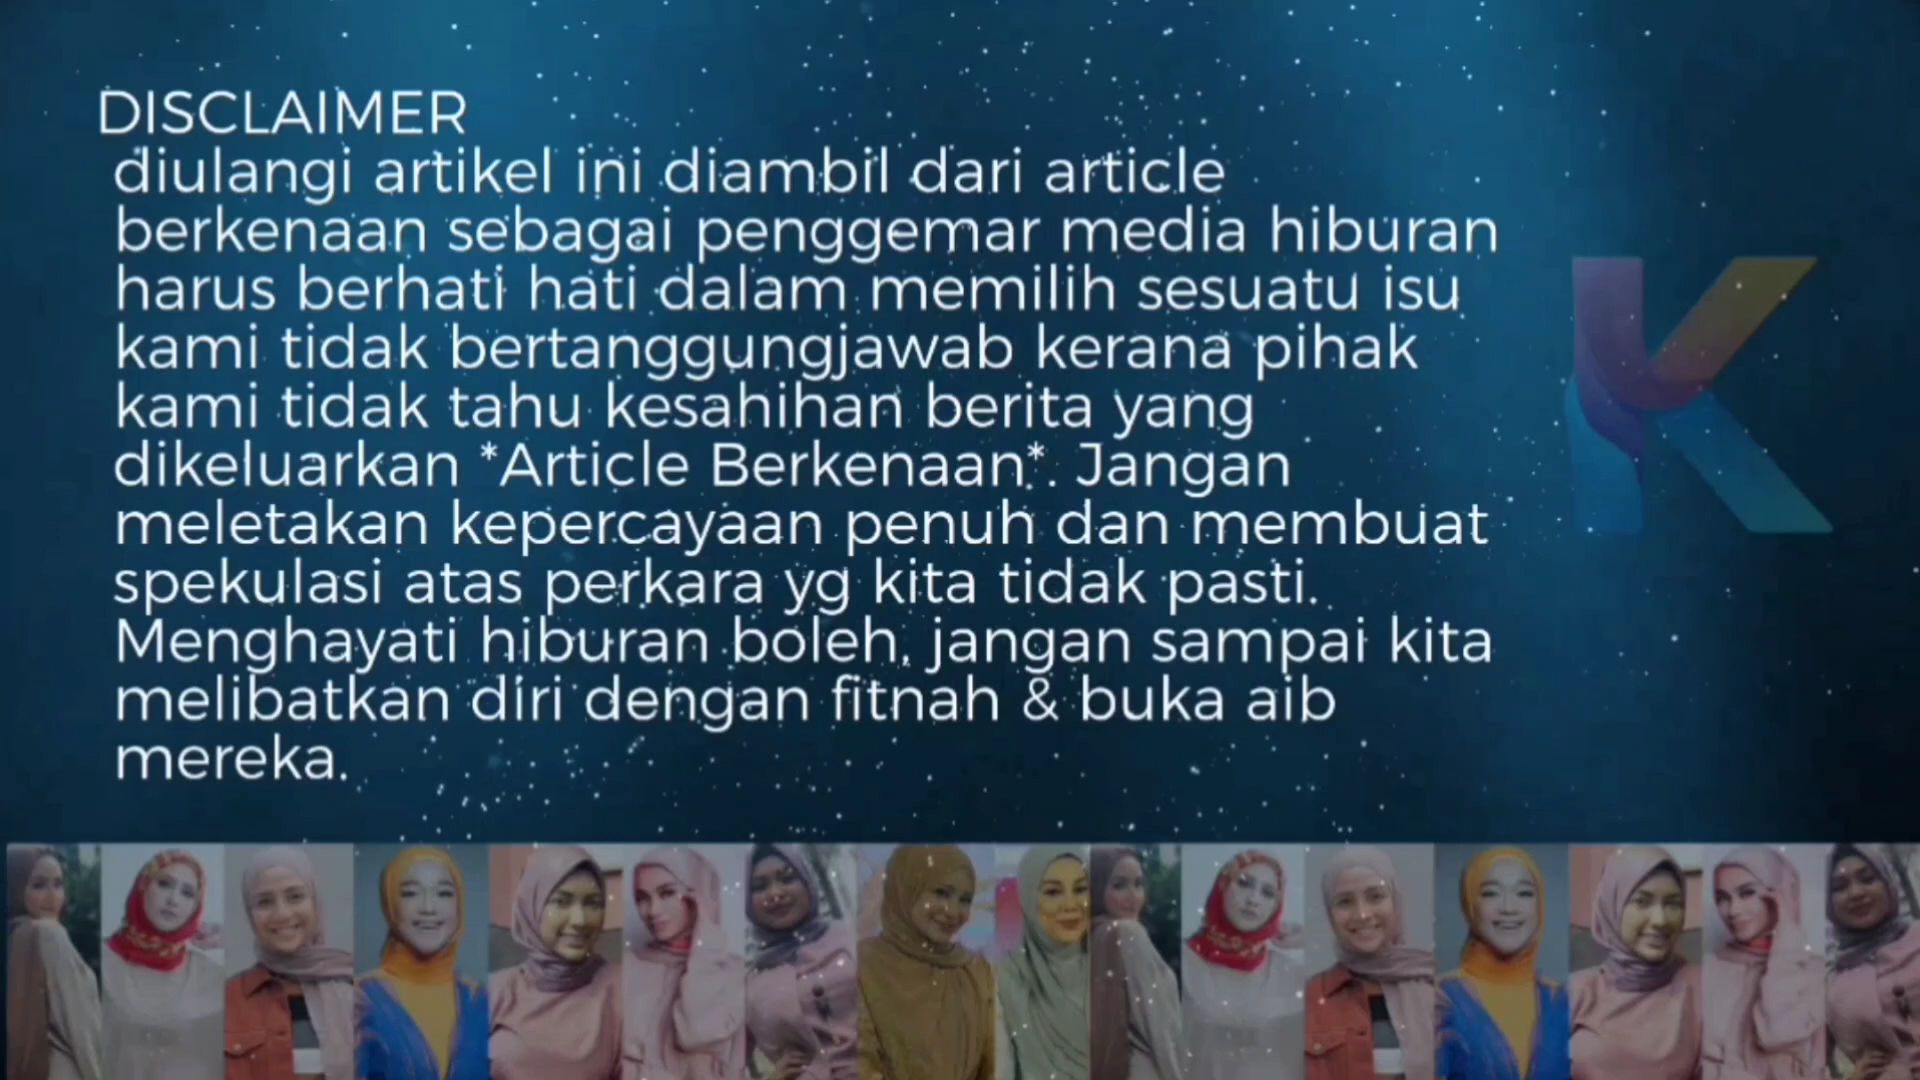 DISCLAIMER
diulangi artikel ini diambil dari article
berkenaan sebagai penggemar media hiburan
harus berhati hati dalam memilih sesuatu isu
kami tidak bertanggungjawab kerana pihak
kami tidak tahu kesahihan berita yang
dikeluarkan *Article Berkenaan*. Jangan
meletakan kepercayaan penuh dan membuat
spekulasi atas perkara yg kita tidak pasti.
Menghayati hiburan boleh, jangan sampai kita
melibatkan diri dengan fitnah & buka aib
mereka.
K